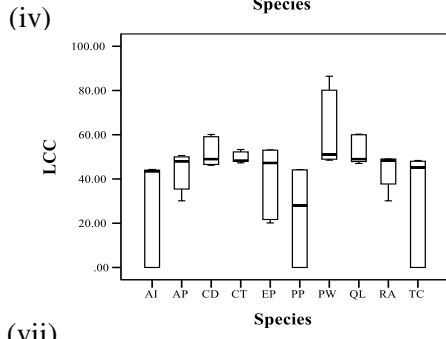 Species
(iv)
100.00
80.00
60.00
40.00
20.00
.00
LCC
AI AP CD CT EP PP PW QL RA TC
Species
(vii)